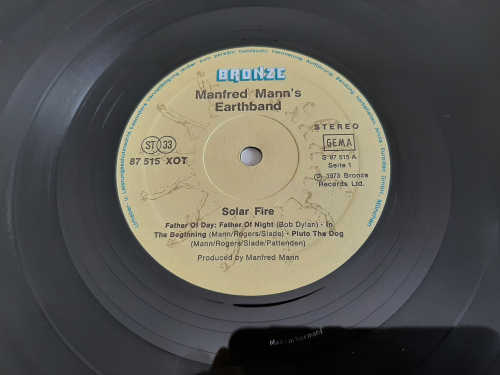 BRONZE
Manfred Mann's
Earthband
ST 33
87 515 XOT
STEREO
GEMA
S 87 515 A
Seite 1
℗ 1973 Bronze
Records Ltd.
Solar Fire
Father Of Day: Father Of Night (Bob Dylan) - In
The Beginning (Mann/Rogers/Slade) - Pluto The Dog
(Mann/Rogers/Slade/Pattenden)
Produced by Manfred Mann
Made in Germany